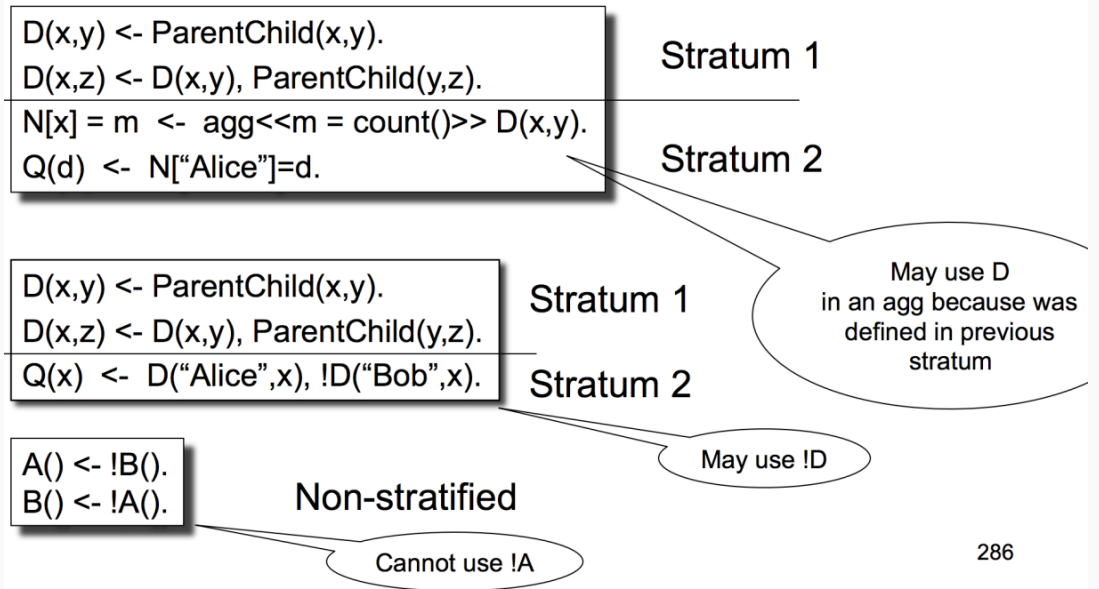 D(x,y) <- ParentChild(x,y).
D(x,z) <- D(x,y), ParentChild(y,z).
Stratum 1
N[x] = m <- agg<<m = count()>> D(x,y).
Q(d) <- N[“Alice”]=d.
Stratum 2
May use D
in an agg because was
defined in previous
stratum
D(x,y) <- ParentChild(x,y).
D(x,z) <- D(x,y), ParentChild(y,z).
Stratum 1
Q(x) <- D(“Alice”,x), !D(“Bob”,x).
Stratum 2
May use !D
A() <- !B().
B() <- !A().
Non-stratified
Cannot use !A
286